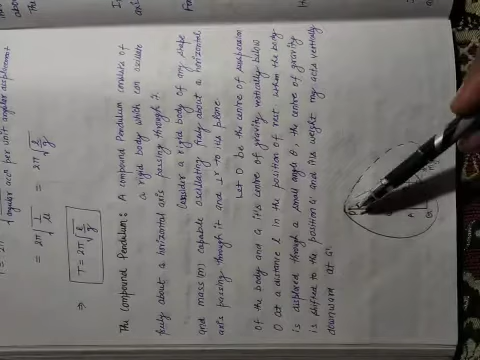 angular accⁿ per unit angular displacement
= 2π √(1/μ) = 2π √(l/g)
⇒ T = 2π √(l/g)
The Compound Pendulum: A compound Pendulum consists of
a rigid body which can oscillate
freely about a horizontal axis passing through it.
Consider a rigid body of any shape
and mass (m) capable oscillating freely about a horizontal
axis passing through it and ⊥r to its plane
Let O be the centre of suspension
of the body and G it's centre of gravity vertically below
O at a distance l in the position of rest when the body
is displaced through a small angle θ, the centre of gravity
is shifted to the position G' and its weight mg acts vertically
downward at G'.